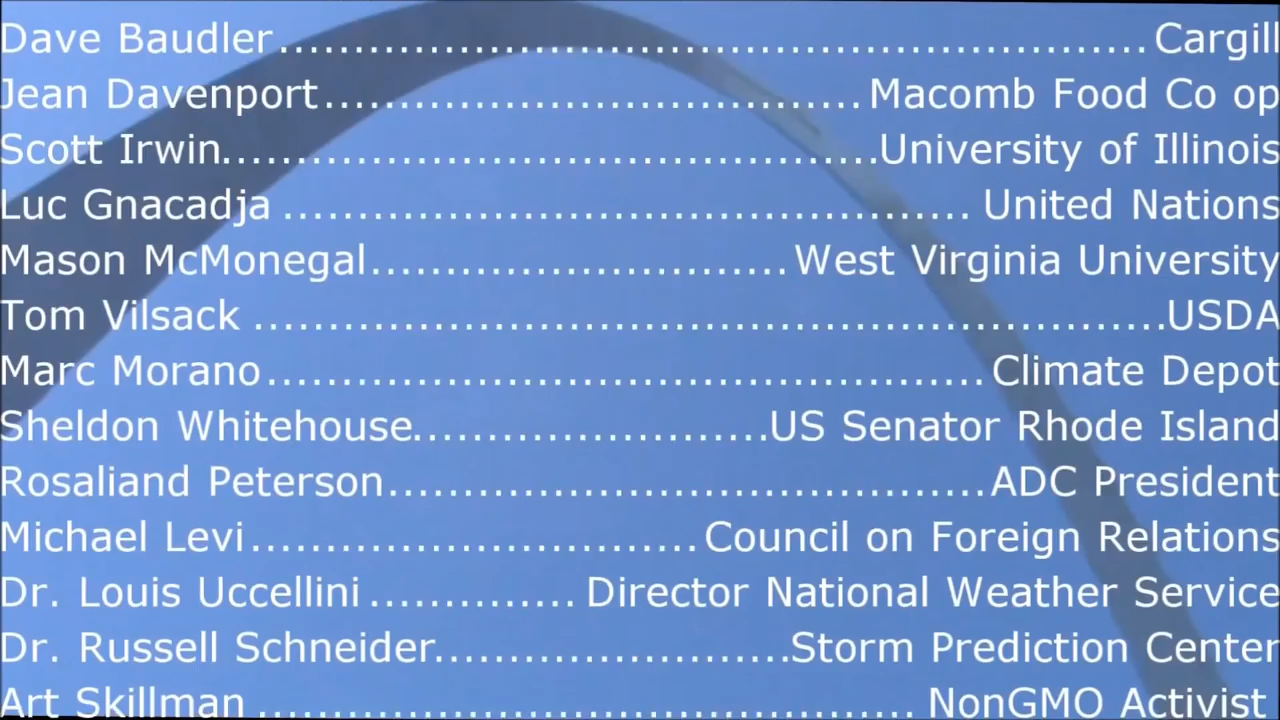 Dave Baudler..........................................................Cargill
Jean Davenport....................................Macomb Food Co op
Scott Irwin............................................University of Illinois
Luc Gnacadja .............................................. United Nations
Mason McMonegal............................West Virginia University
Tom Vilsack .............................................................USDA
Marc Morano................................................Climate Depot
Sheldon Whitehouse........................US Senator Rhode Island
Rosaliand Peterson........................................ADC President
Michael Levi..............................Council on Foreign Relations
Dr. Louis Uccellini .............. Director National Weather Service
Dr. Russell Schneider........................Storm Prediction Center
Art Skillman ............................................ NonGMO Activist